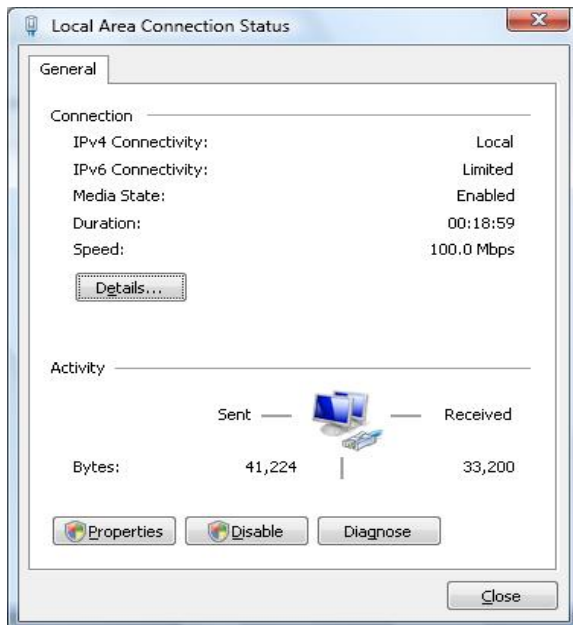 Local Area Connection Status
General
Connection
IPv4 Connectivity: Local
IPv6 Connectivity: Limited
Media State: Enabled
Duration: 00:18:59
Speed: 100.0 Mbps
Details...
Activity
Sent Received
Bytes: 41,224 33,200
Properties Disable Diagnose
Close